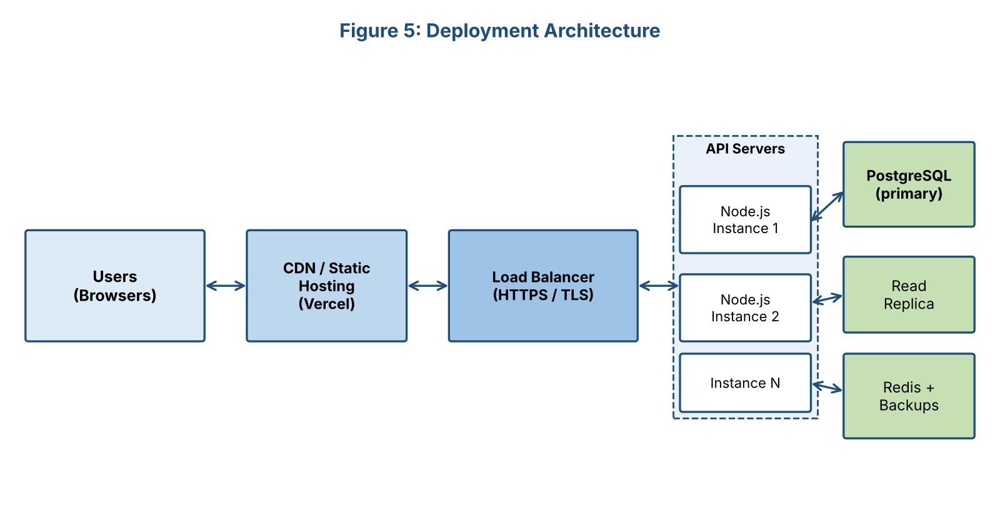 Figure 5: Deployment Architecture
Users
(Browsers)
CDN / Static
Hosting
(Vercel)
Load Balancer
(HTTPS / TLS)
API Servers
Node.js
Instance 1
Node.js
Instance 2
Instance N
PostgreSQL
(primary)
Read
Replica
Redis +
Backups